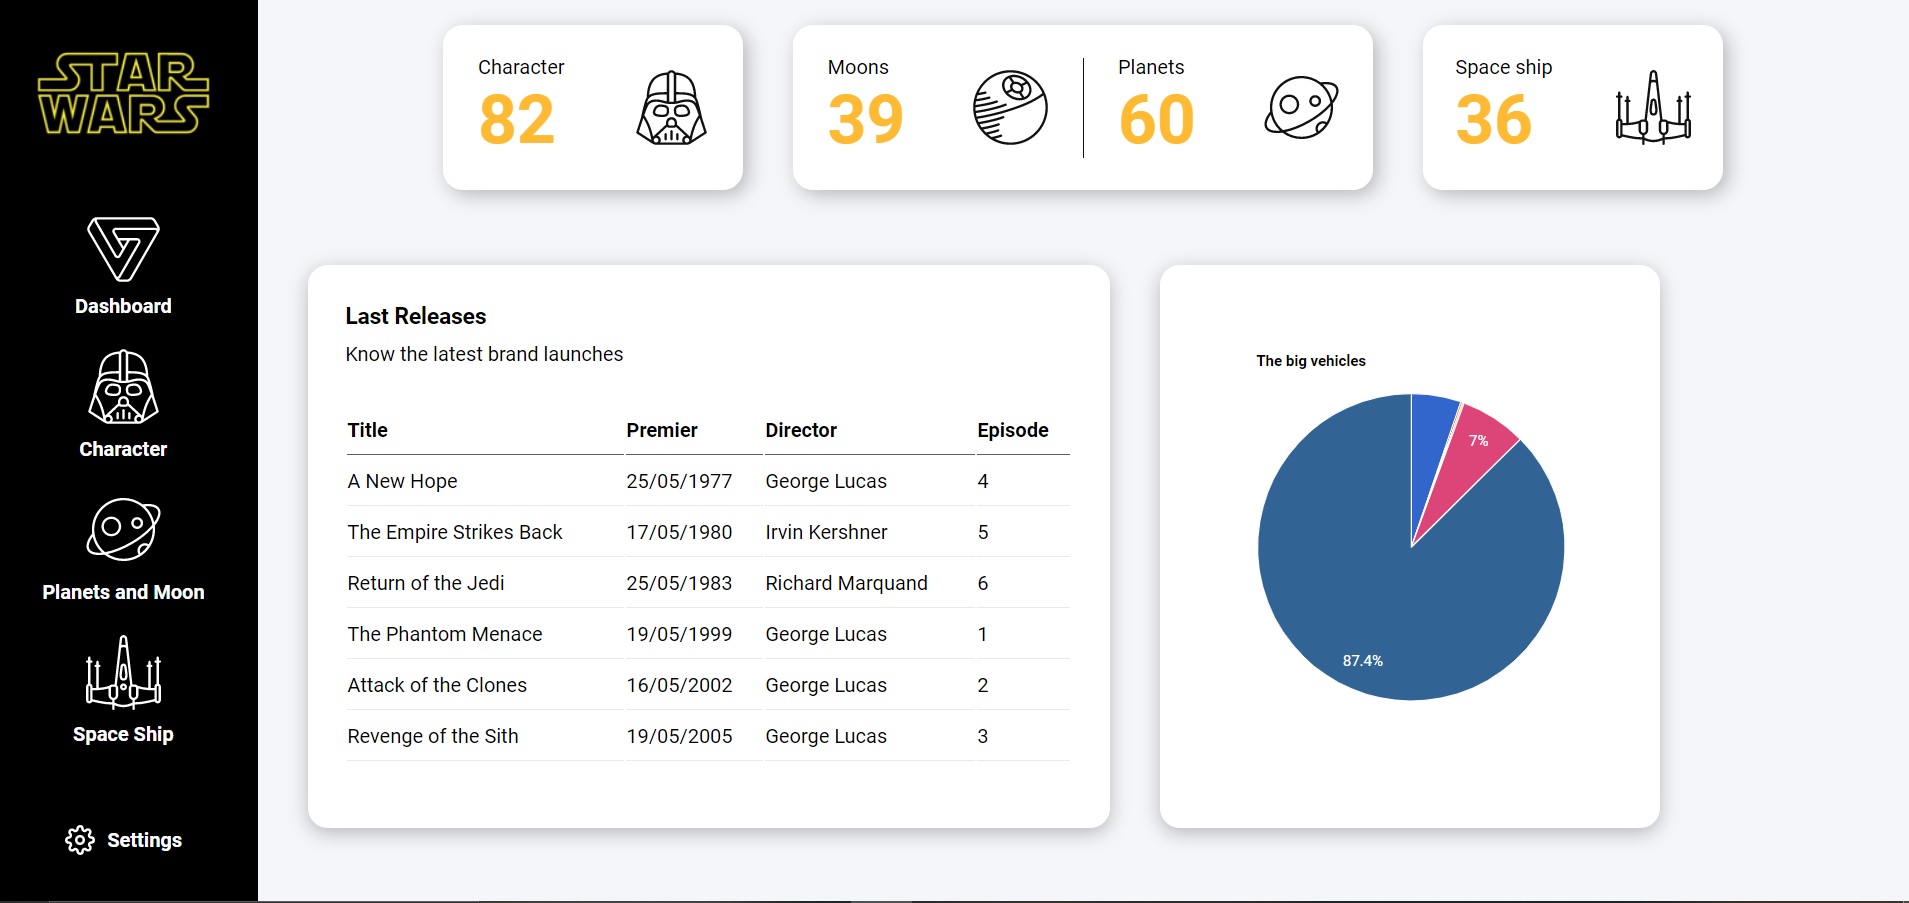 STAR
WARS
Dashboard
Character
Planets and Moon
Space Ship
Settings
Character
82
Moons
39
Planets
60
Space ship
36
Last Releases
Know the latest brand launches
Title Premier Director Episode
A New Hope 25/05/1977 George Lucas 4
The Empire Strikes Back 17/05/1980 Irvin Kershner 5
Return of the Jedi 25/05/1983 Richard Marquand 6
The Phantom Menace 19/05/1999 George Lucas 1
Attack of the Clones 16/05/2002 George Lucas 2
Revenge of the Sith 19/05/2005 George Lucas 3
The big vehicles
7%
87.4%